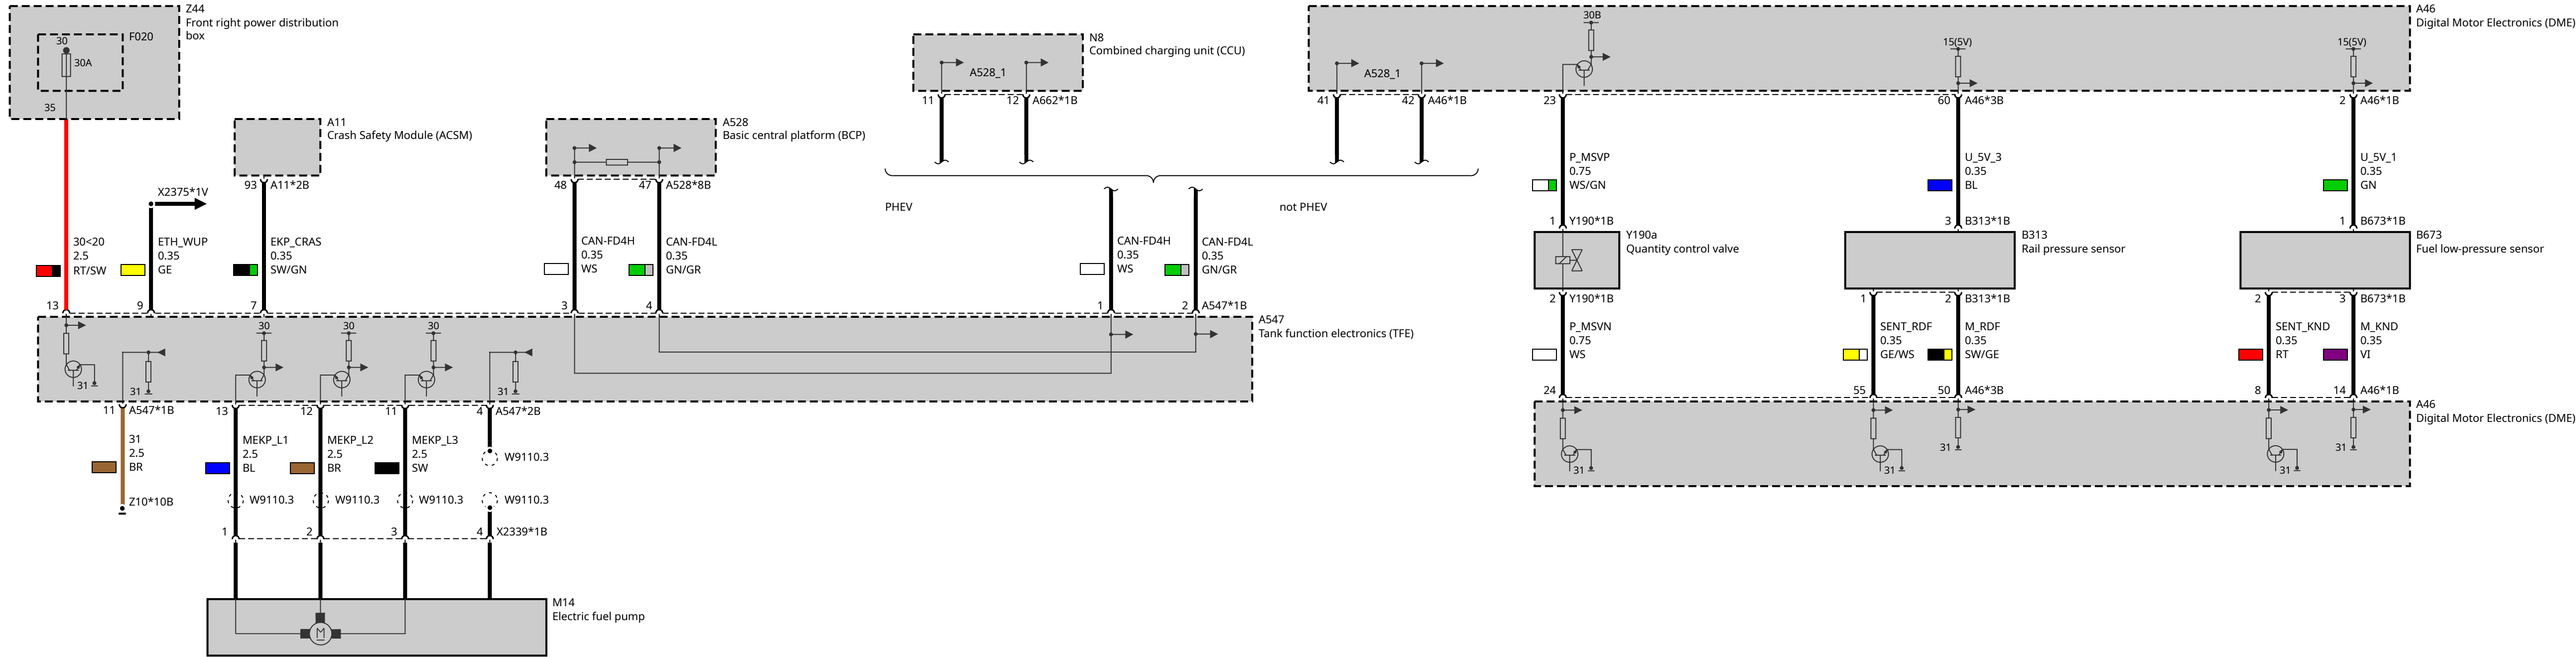 Z44
Front right power distribution
box
F020
30
30A
35
A11
Crash Safety Module (ACSM)
93
A11*2B
A528
Basic central platform (BCP)
48
47
A528*8B
N8
Combined charging unit (CCU)
A528_1
11
12
A662*1B
A46
Digital Motor Electronics (DME)
30B
15(5V)
15(5V)
A528_1
41
42
A46*1B
23
60
A46*3B
2
A46*1B
PHEV
not PHEV
X2375*1V
30<20
2.5
RT/SW
ETH_WUP
0.35
GE
EKP_CRAS
0.35
SW/GN
CAN-FD4H
0.35
WS
CAN-FD4L
0.35
GN/GR
CAN-FD4H
0.35
WS
CAN-FD4L
0.35
GN/GR
13
9
7
3
4
1
2
A547*1B
A547
Tank function electronics (TFE)
30
30
30
31
31
31
11
A547*1B
13
12
11
4
A547*2B
31
2.5
BR
Z10*10B
MEKP_L1
2.5
BL
MEKP_L2
2.5
BR
MEKP_L3
2.5
SW
W9110.3
W9110.3
W9110.3
W9110.3
W9110.3
1
2
3
4
X2339*1B
M14
Electric fuel pump
M
P_MSVP
0.75
WS/GN
1
Y190*1B
Y190a
Quantity control valve
2
Y190*1B
P_MSVN
0.75
WS
24
U_5V_3
0.35
BL
3
B313*1B
B313
Rail pressure sensor
1
2
B313*1B
SENT_RDF
0.35
GE/WS
M_RDF
0.35
SW/GE
55
50
A46*3B
U_5V_1
0.35
GN
1
B673*1B
B673
Fuel low-pressure sensor
2
3
B673*1B
SENT_KND
0.35
RT
M_KND
0.35
VI
8
14
A46*1B
A46
Digital Motor Electronics (DME)
31
31
31
31
31